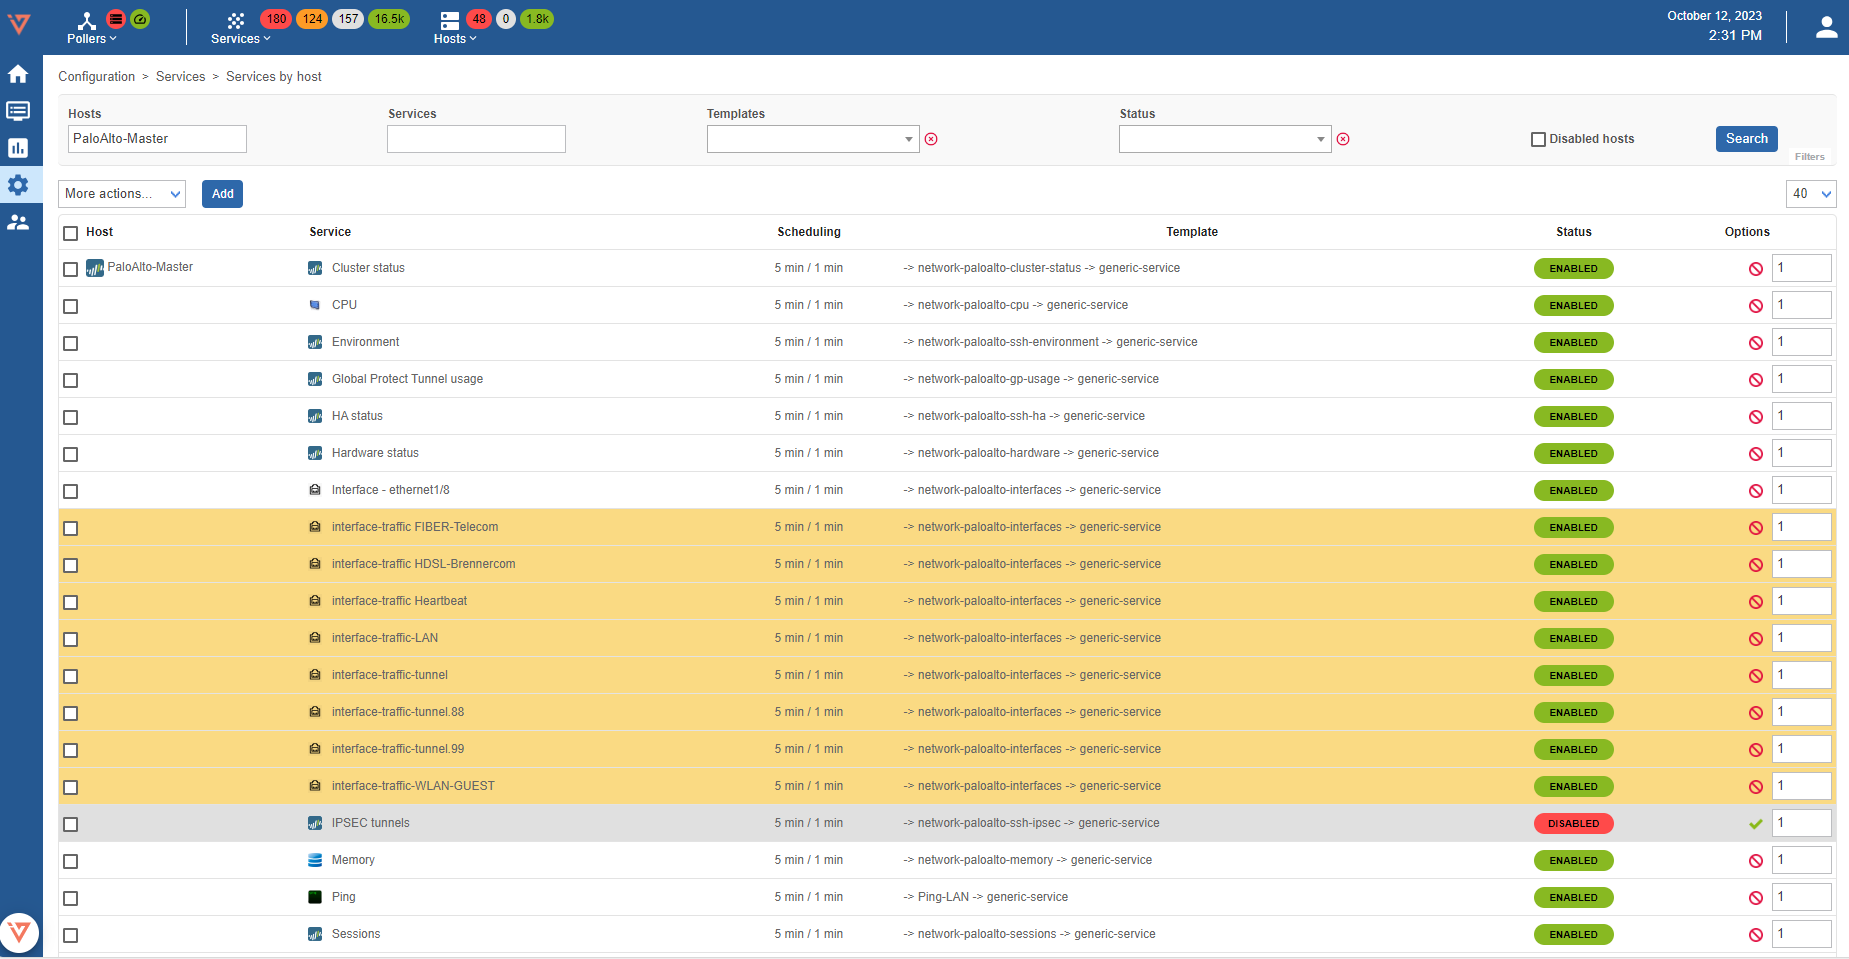 180 124 157 16.5k 48 0 1.8k October 12, 2023
Pollers Services Hosts 2:31 PM
Configuration > Services > Services by host
Hosts Services Templates Status
PaloAlto-Master Disabled hosts Search
Filters
More actions... Add 40
Host Service Scheduling Template Status Options
PaloAlto-Master Cluster status 5 min / 1 min -> network-paloalto-cluster-status -> generic-service ENABLED 1
CPU 5 min / 1 min -> network-paloalto-cpu -> generic-service ENABLED 1
Environment 5 min / 1 min -> network-paloalto-ssh-environment -> generic-service ENABLED 1
Global Protect Tunnel usage 5 min / 1 min -> network-paloalto-gp-usage -> generic-service ENABLED 1
HA status 5 min / 1 min -> network-paloalto-ssh-ha -> generic-service ENABLED 1
Hardware status 5 min / 1 min -> network-paloalto-hardware -> generic-service ENABLED 1
Interface - ethernet1/8 5 min / 1 min -> network-paloalto-interfaces -> generic-service ENABLED 1
interface-traffic FIBER-Telecom 5 min / 1 min -> network-paloalto-interfaces -> generic-service ENABLED 1
interface-traffic HDSL-Brennercom 5 min / 1 min -> network-paloalto-interfaces -> generic-service ENABLED 1
interface-traffic Heartbeat 5 min / 1 min -> network-paloalto-interfaces -> generic-service ENABLED 1
interface-traffic-LAN 5 min / 1 min -> network-paloalto-interfaces -> generic-service ENABLED 1
interface-traffic-tunnel 5 min / 1 min -> network-paloalto-interfaces -> generic-service ENABLED 1
interface-traffic-tunnel.88 5 min / 1 min -> network-paloalto-interfaces -> generic-service ENABLED 1
interface-traffic-tunnel.99 5 min / 1 min -> network-paloalto-interfaces -> generic-service ENABLED 1
interface-traffic-WLAN-GUEST 5 min / 1 min -> network-paloalto-interfaces -> generic-service ENABLED 1
IPSEC tunnels 5 min / 1 min -> network-paloalto-ssh-ipsec -> generic-service DISABLED 1
Memory 5 min / 1 min -> network-paloalto-memory -> generic-service ENABLED 1
Ping 5 min / 1 min -> Ping-LAN -> generic-service ENABLED 1
Sessions 5 min / 1 min -> network-paloalto-sessions -> generic-service ENABLED 1